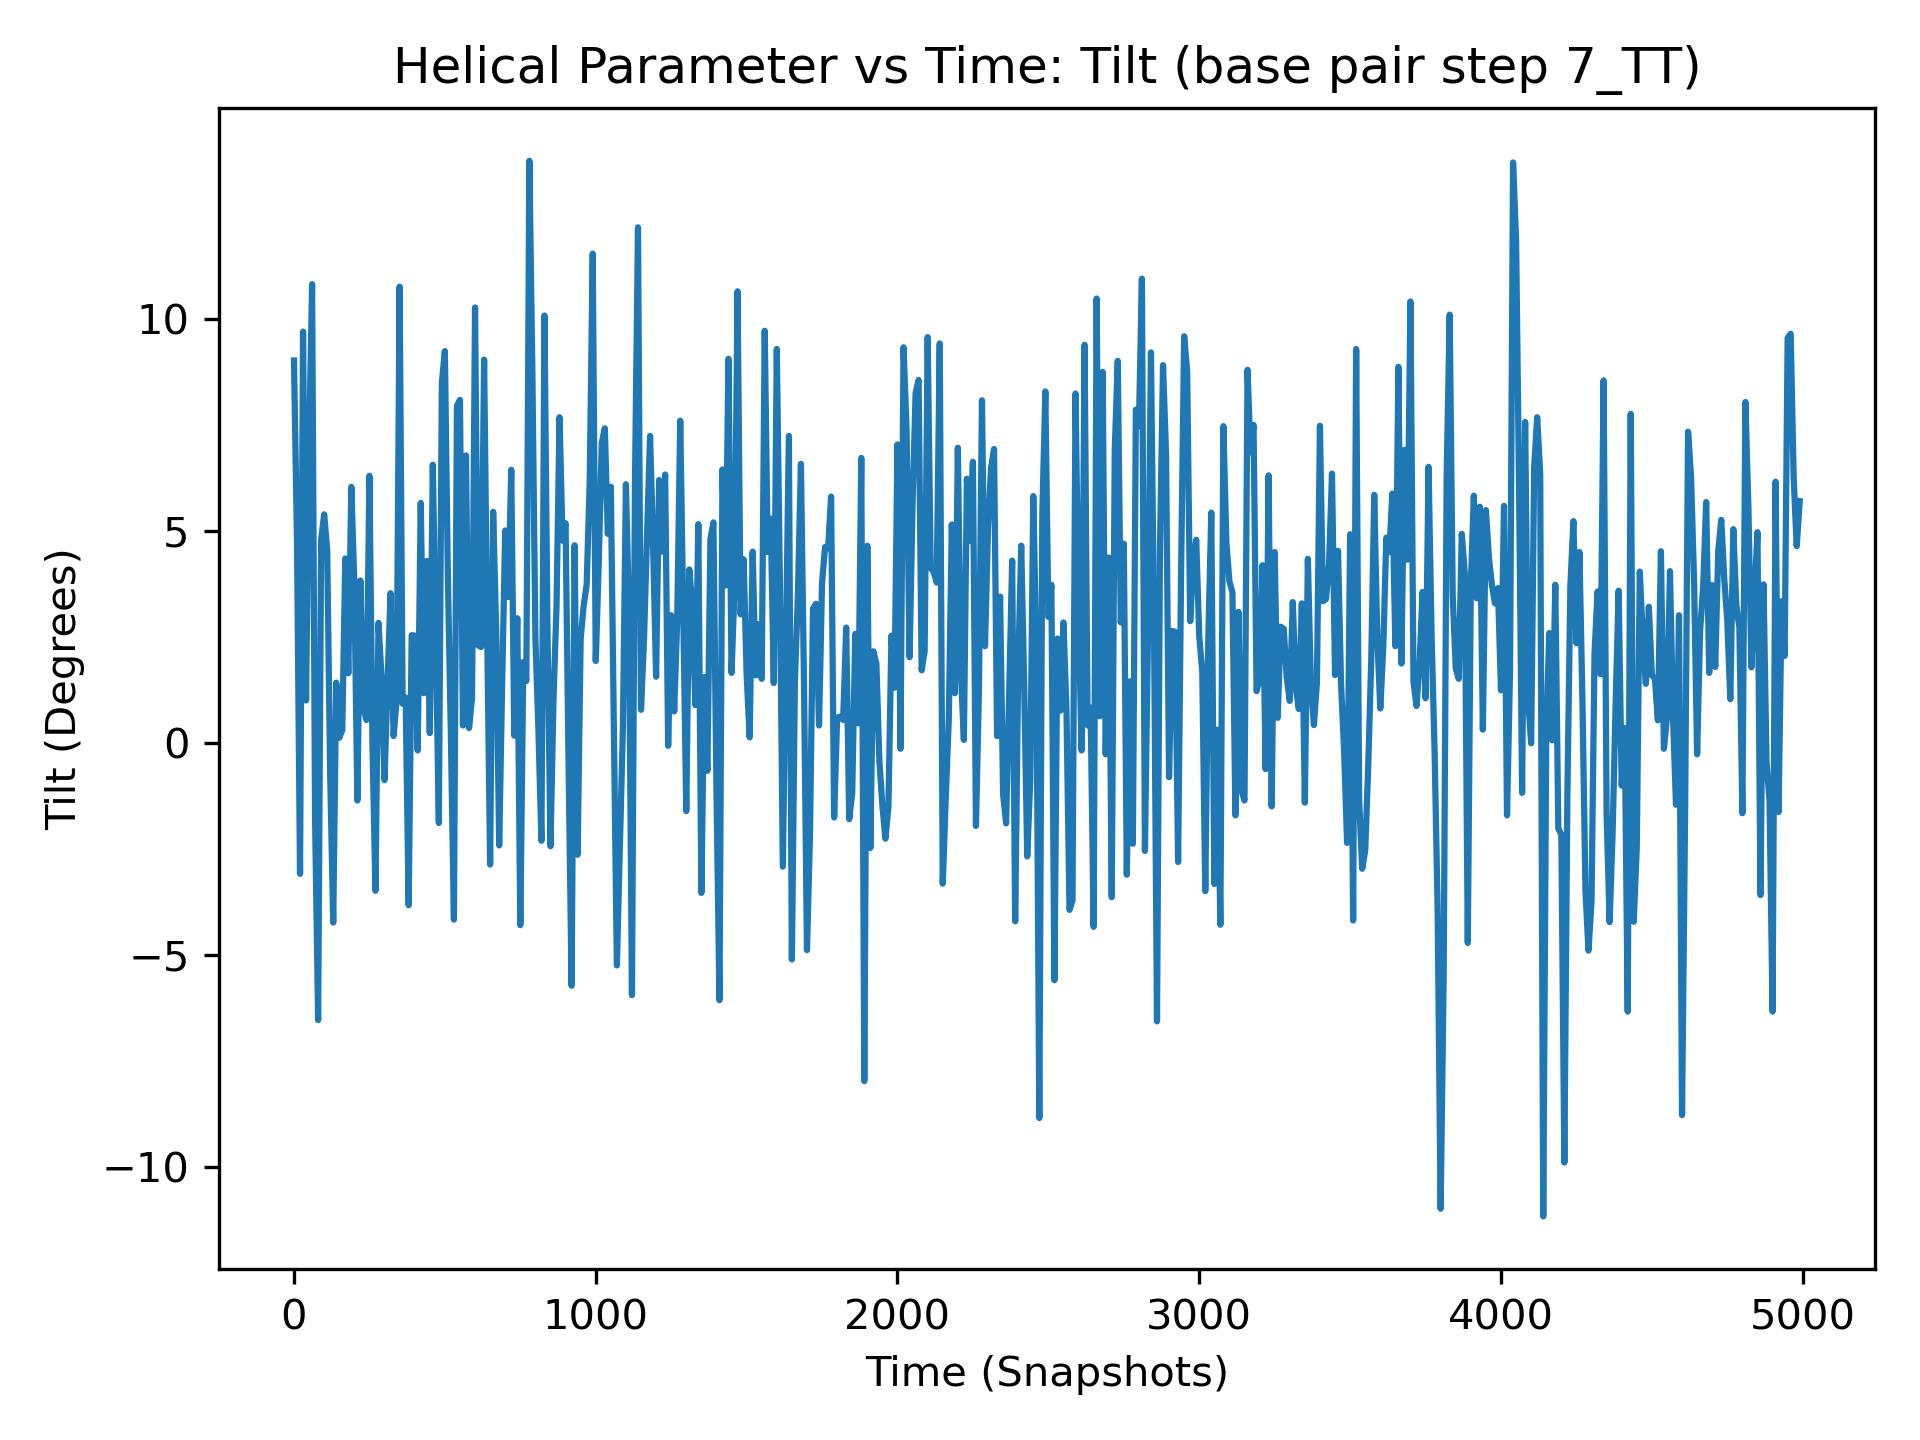 Helical Parameter vs Time: Tilt (base pair step 7_TT)
10
5
0
−5
−10
Tilt (Degrees)
0 1000 2000 3000 4000 5000
Time (Snapshots)